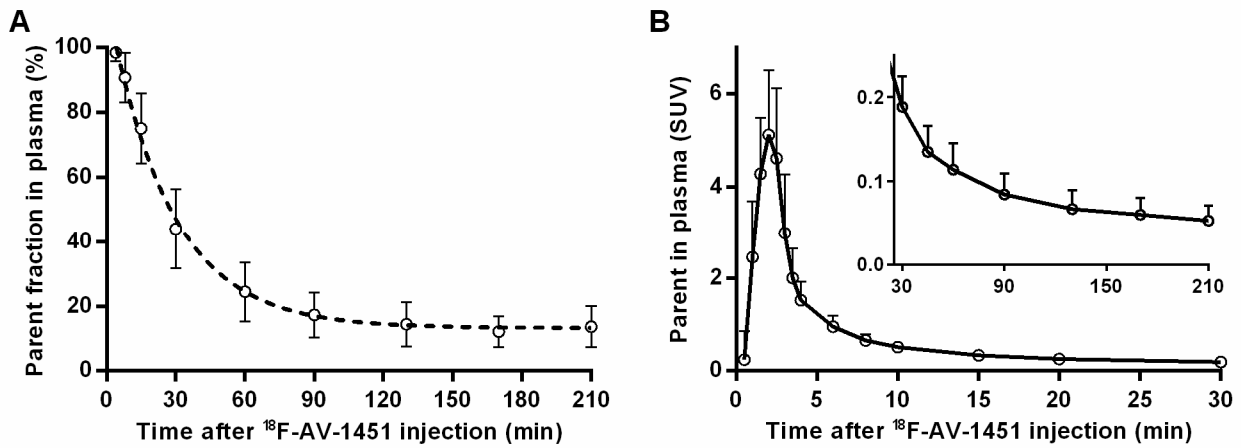 A
Parent fraction in plasma (%)
100
80
60
40
20
0
0 30 60 90 120 150 180 210
Time after ¹⁸F-AV-1451 injection (min)
B
Parent in plasma (SUV)
6
4
2
0
0 5 10 15 20 25 30
Time after ¹⁸F-AV-1451 injection (min)
0.2
0.1
0.0
30 90 150 210